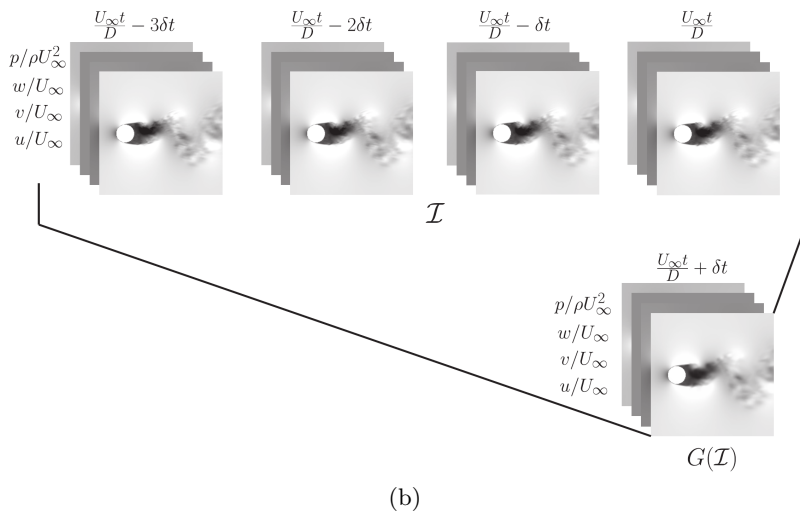 U∞t/D − 3δt U∞t/D − 2δt U∞t/D − δt U∞t/D
p/ρU∞²
w/U∞
v/U∞
u/U∞
ℐ
U∞t/D + δt
p/ρU∞²
w/U∞
v/U∞
u/U∞
G(ℐ)
(b)